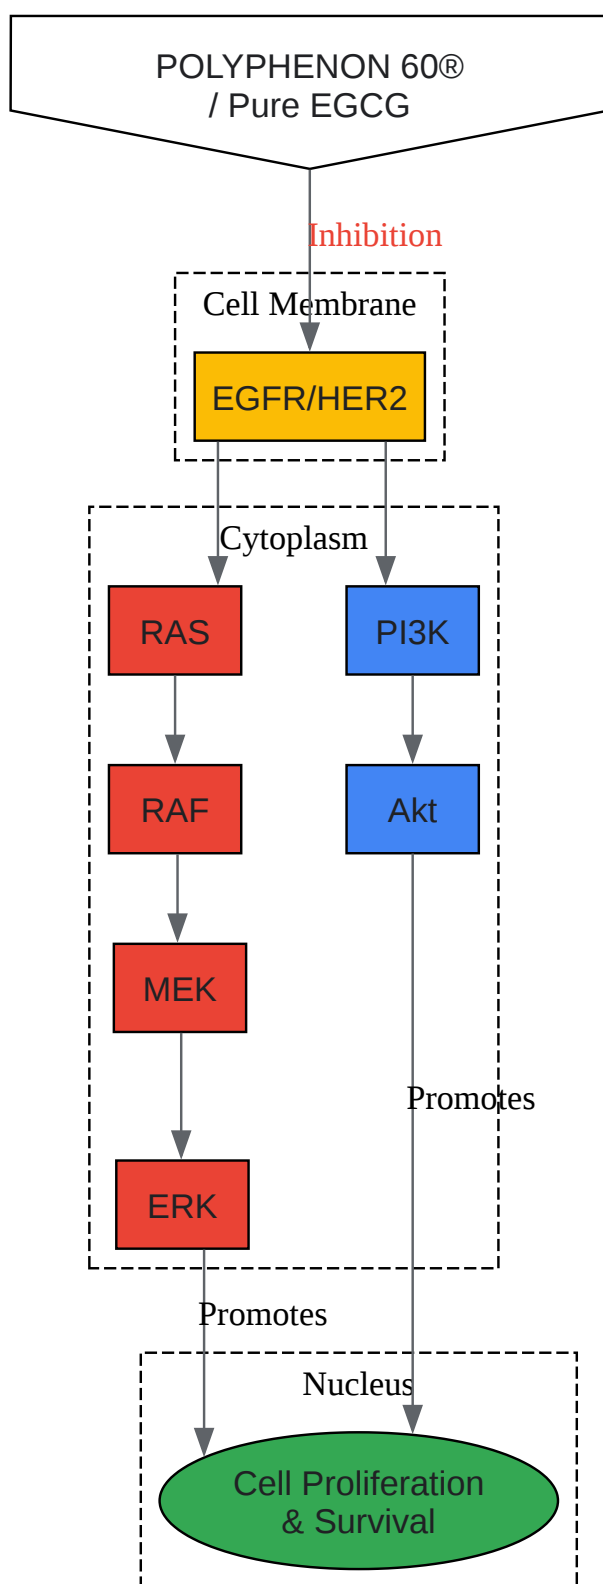 POLYPHENON 60®
/ Pure EGCG
Inhibition
Cell Membrane
EGFR/HER2
Cytoplasm
RAS
PI3K
RAF
Akt
MEK
Promotes
ERK
Promotes
Nucleus
Cell Proliferation
& Survival